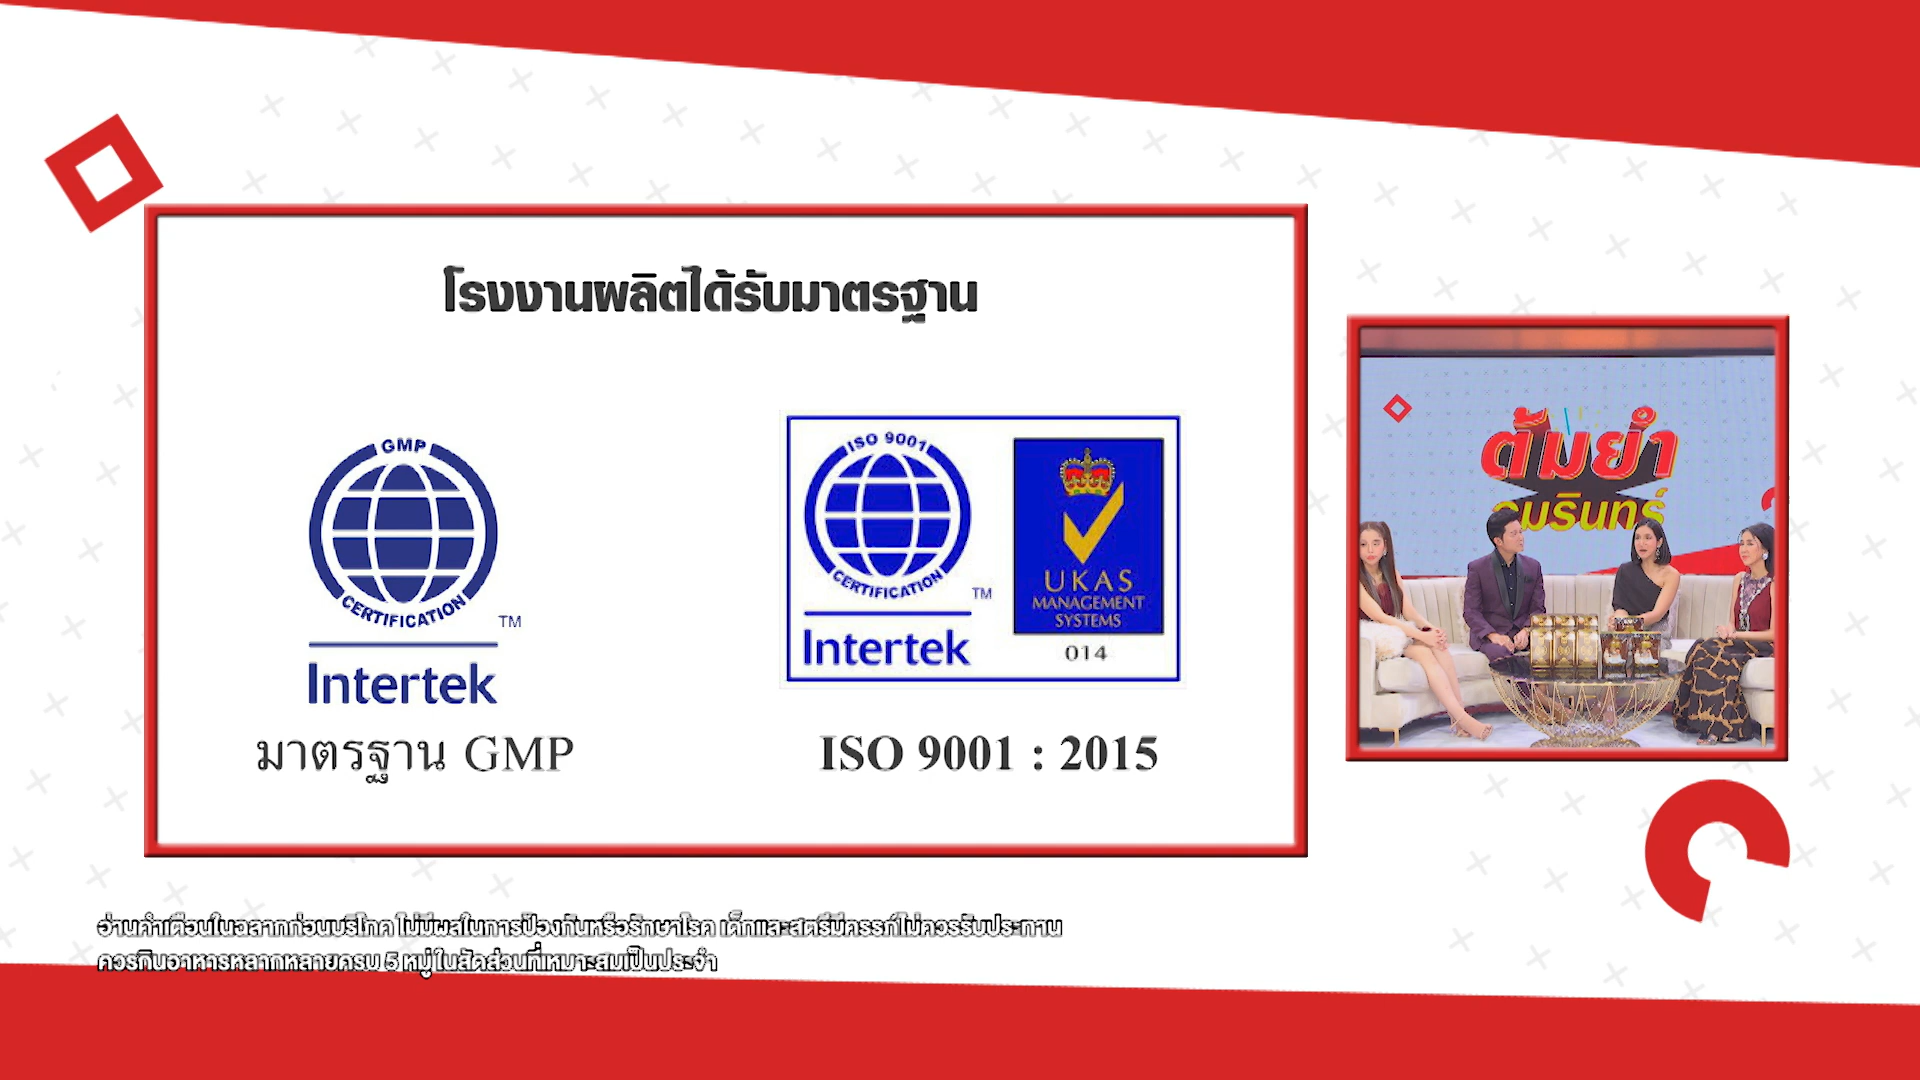 โรงงานผลิตได้รับมาตรฐาน
GMP
CERTIFICATION
TM
Intertek
มาตรฐาน GMP
ISO 9001
CERTIFICATION
TM
Intertek
UKAS
MANAGEMENT
SYSTEMS
014
ISO 9001 : 2015
ต้มยำ
อมรินทร์
อ่านคำเตือนในฉลากก่อนบริโภค ไม่มีผลในการป้องกันหรือรักษาโรค เด็กและสตรีมีครรภ์ไม่ควรรับประทาน
ควรกินอาหารหลากหลายครบ 5 หมู่ ในสัดส่วนที่เหมาะสมเป็นประจำ